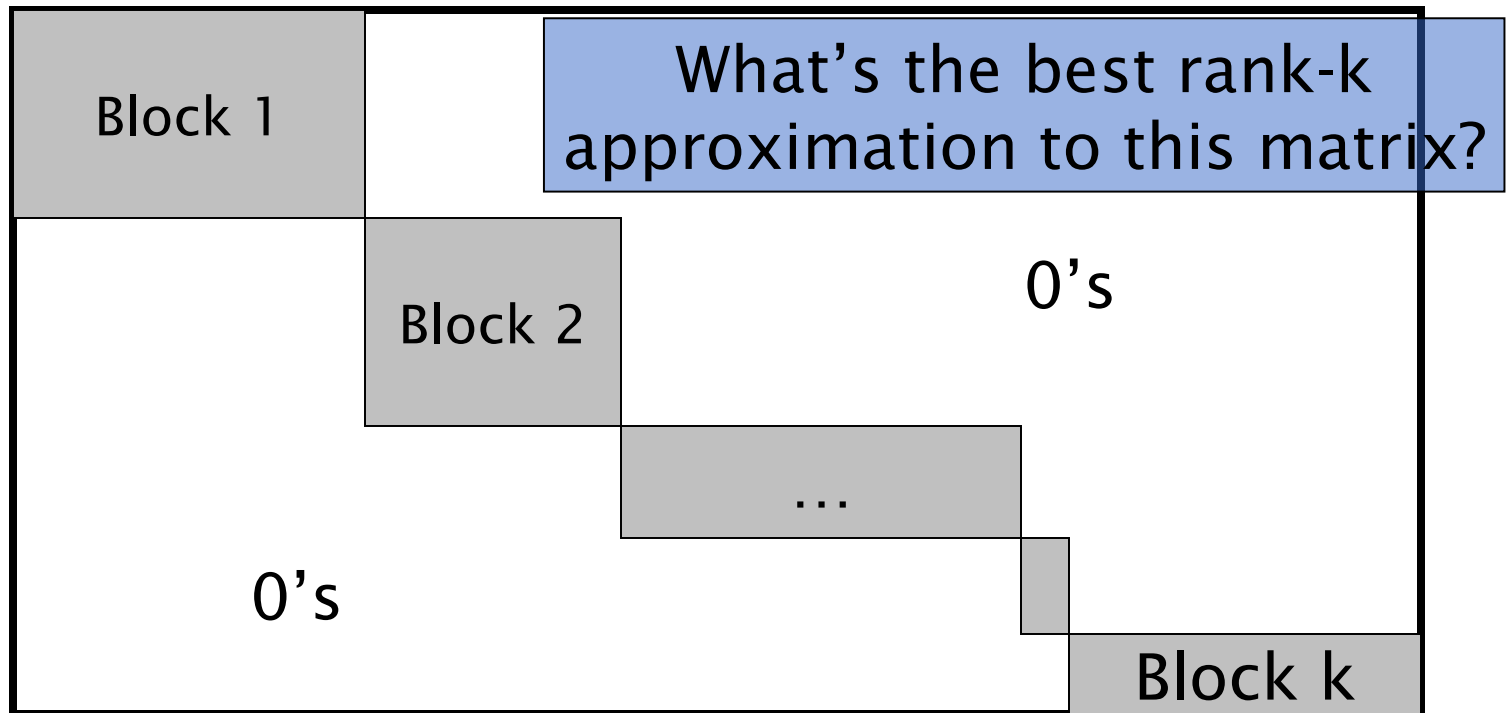 What's the best rank-k
approximation to this matrix?
Block 1
0's
Block 2
…
0's
Block k